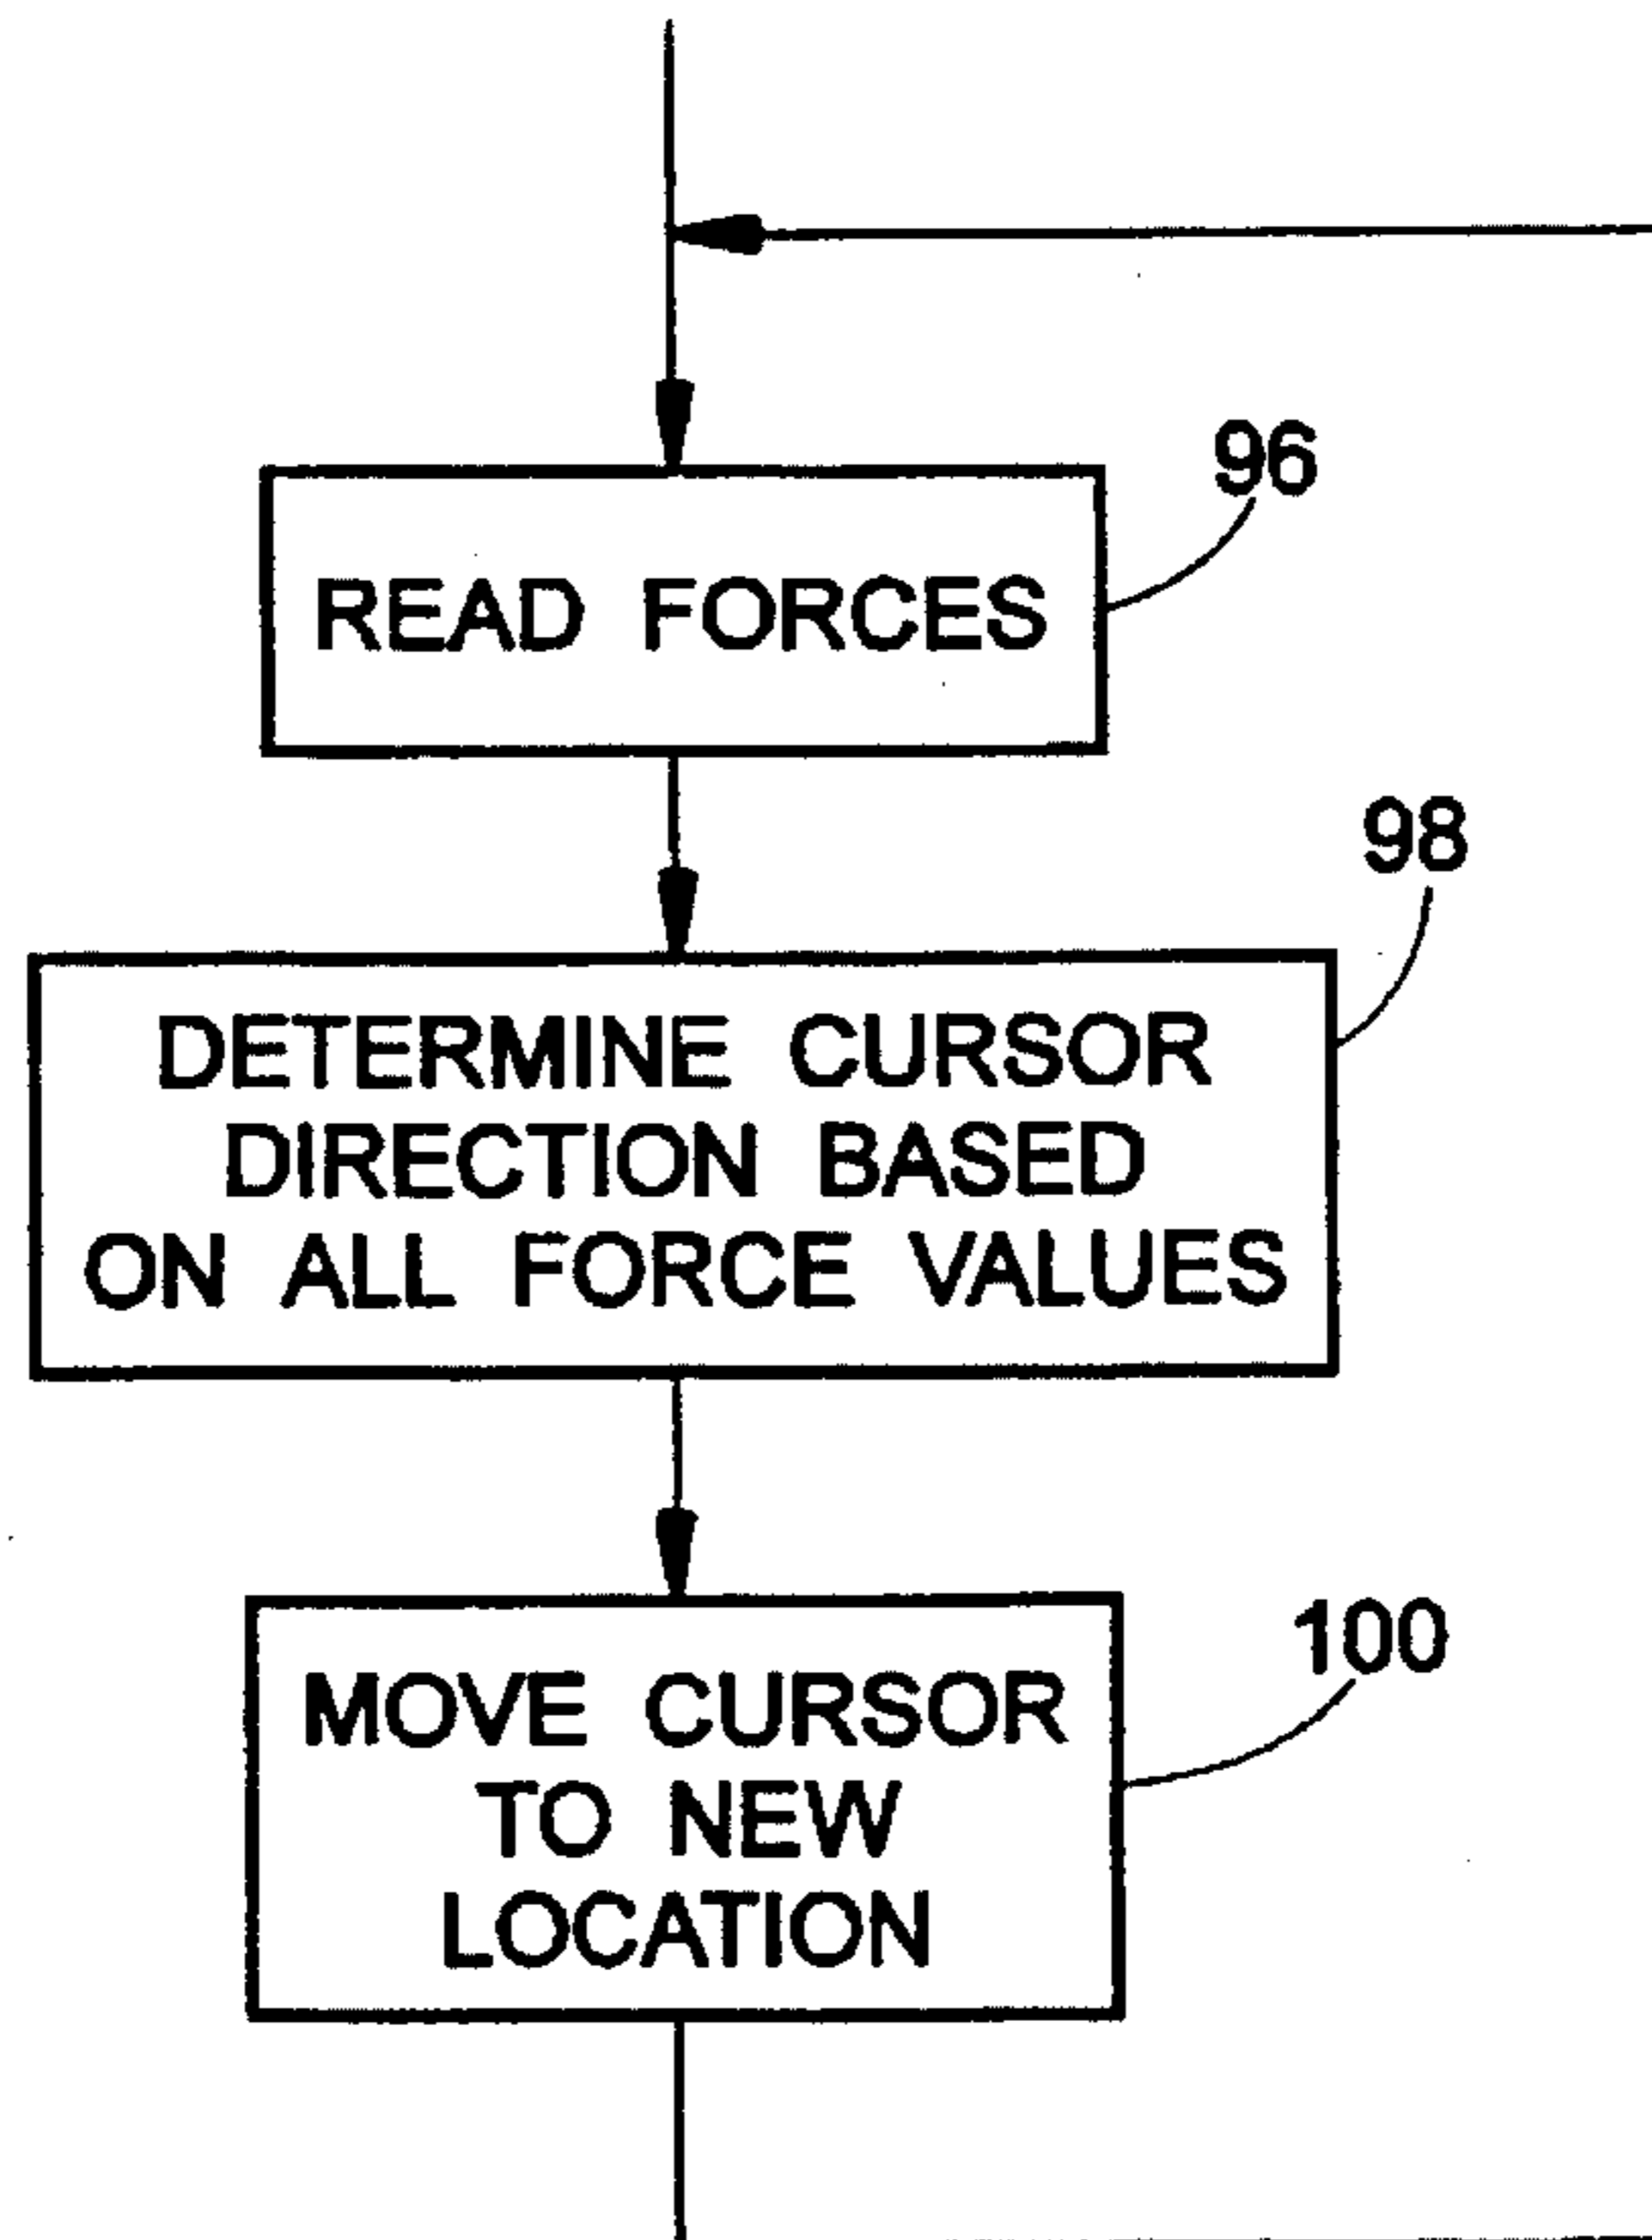 96
READ FORCES
98
DETERMINE CURSOR
DIRECTION BASED
ON ALL FORCE VALUES
100
MOVE CURSOR
TO NEW
LOCATION